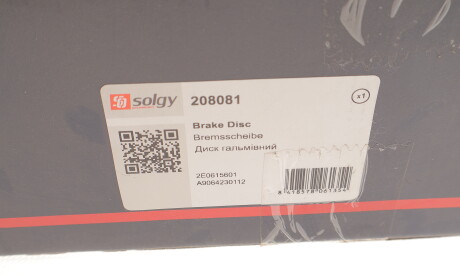 solgy 208081
x1
Brake Disc
Bremsscheibe
Диск гальмівний
2E0615601
A9064230112